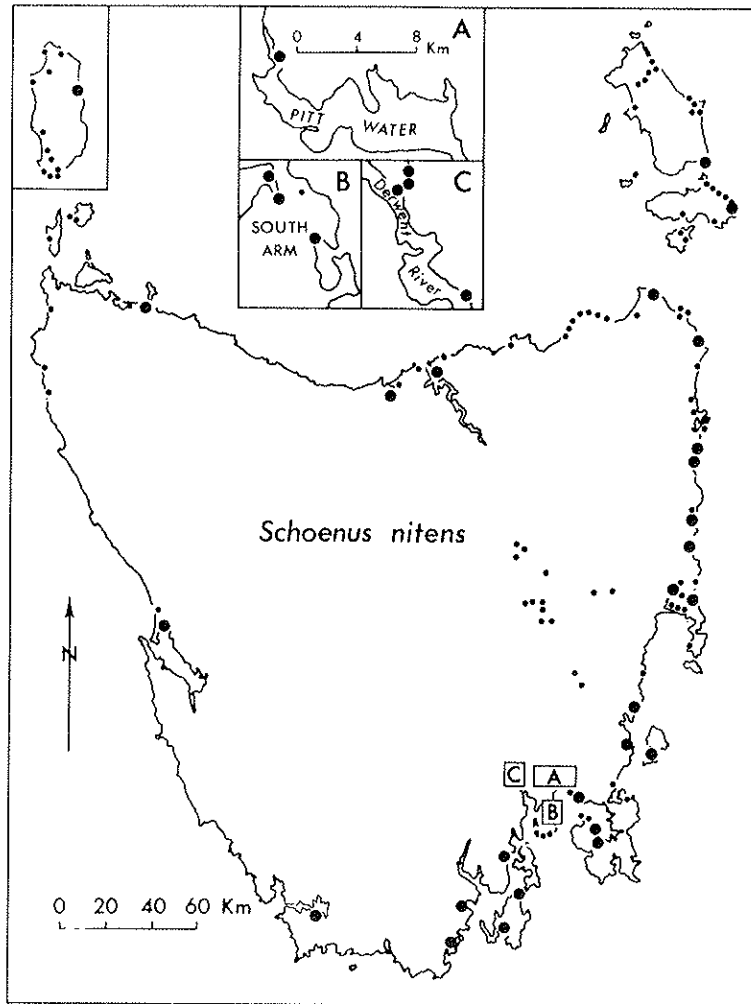 A
0 4 8
Km
PITT WATER
B
SOUTH
ARM
C
Derwent
River
Schoenus nitens
N
C
A
B
0 20 40 60 Km